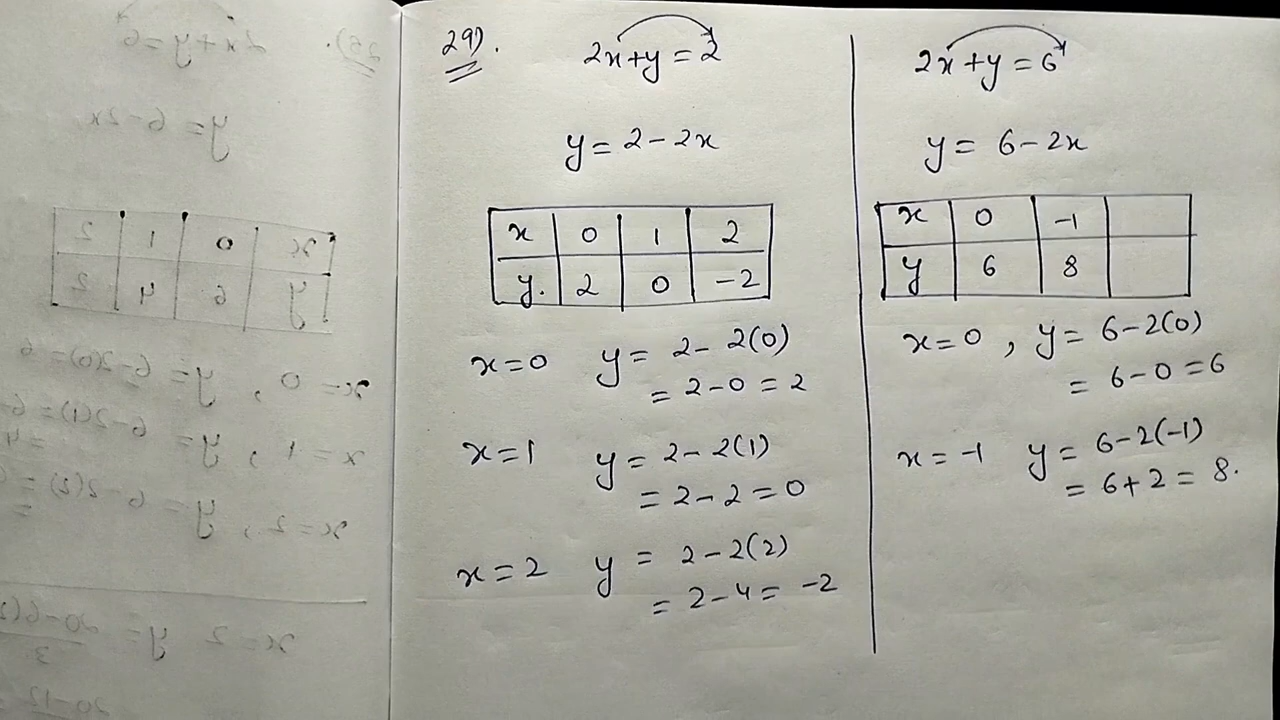 29).
2x+y=2
y=2-2x
x 0 1 2
y. 2 0 -2
x=0 y= 2- 2(0)
= 2-0 = 2
x=1 y= 2-2(1)
= 2-2=0
x=2 y = 2-2(2)
= 2-4= -2
2x+y=6
y= 6-2x
x 0 -1
y 6 8
x=0, y= 6-2(0)
= 6-0=6
x=-1 y= 6-2(-1)
= 6+2= 8.